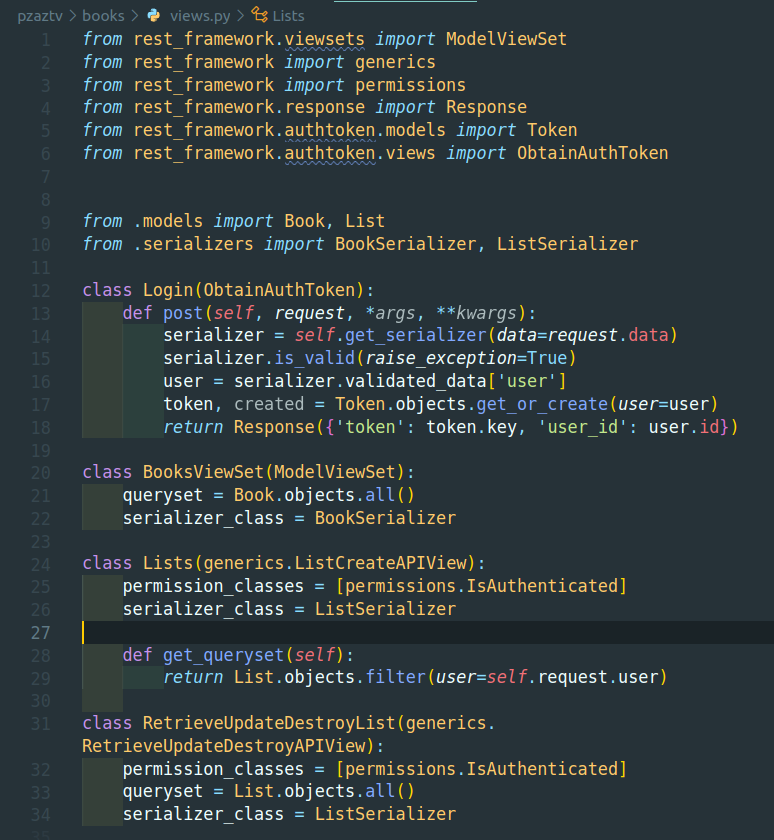 pzaztv > books > views.py > Lists
1 from rest_framework.viewsets import ModelViewSet
2 from rest_framework import generics
3 from rest_framework import permissions
4 from rest_framework.response import Response
5 from rest_framework.authtoken.models import Token
6 from rest_framework.authtoken.views import ObtainAuthToken
7
8
9 from .models import Book, List
10 from .serializers import BookSerializer, ListSerializer
11
12 class Login(ObtainAuthToken):
13     def post(self, request, *args, **kwargs):
14         serializer = self.get_serializer(data=request.data)
15         serializer.is_valid(raise_exception=True)
16         user = serializer.validated_data['user']
17         token, created = Token.objects.get_or_create(user=user)
18         return Response({'token': token.key, 'user_id': user.id})
19
20 class BooksViewSet(ModelViewSet):
21     queryset = Book.objects.all()
22     serializer_class = BookSerializer
23
24 class Lists(generics.ListCreateAPIView):
25     permission_classes = [permissions.IsAuthenticated]
26     serializer_class = ListSerializer
27
28     def get_queryset(self):
29         return List.objects.filter(user=self.request.user)
30
31 class RetrieveUpdateDestroyList(generics.
RetrieveUpdateDestroyAPIView):
32     permission_classes = [permissions.IsAuthenticated]
33     queryset = List.objects.all()
34     serializer_class = ListSerializer
35